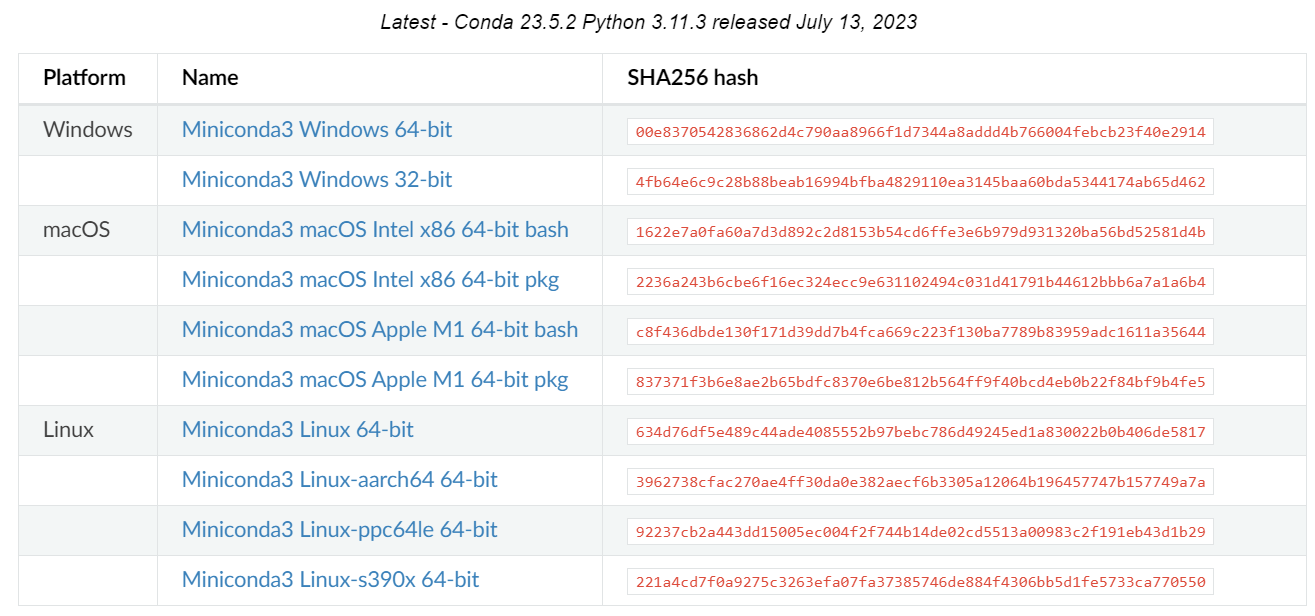 Latest - Conda 23.5.2 Python 3.11.3 released July 13, 2023
Platform Name SHA256 hash
Windows Miniconda3 Windows 64-bit 00e8370542836862d4c790aa8966f1d7344a8addd4b766004febcb23f40e2914
Miniconda3 Windows 32-bit 4fb64e6c9c28b88beab16994bfba4829110ea3145baa60bda5344174ab65d462
macOS Miniconda3 macOS Intel x86 64-bit bash 1622e7a0fa60a7d3d892c2d8153b54cd6ffe3e6b979d931320ba56bd52581d4b
Miniconda3 macOS Intel x86 64-bit pkg 2236a243b6cbe6f16ec324ecc9e631102494c031d41791b44612bbb6a7a1a6b4
Miniconda3 macOS Apple M1 64-bit bash c8f436dbde130f171d39dd7b4fca669c223f130ba7789b83959adc1611a35644
Miniconda3 macOS Apple M1 64-bit pkg 837371f3b6e8ae2b65bdfc8370e6be812b564ff9f40bcd4eb0b22f84bf9b4fe5
Linux Miniconda3 Linux 64-bit 634d76df5e489c44ade4085552b97bebc786d49245ed1a830022b0b406de5817
Miniconda3 Linux-aarch64 64-bit 3962738cfac270ae4ff30da0e382aecf6b3305a12064b196457747b157749a7a
Miniconda3 Linux-ppc64le 64-bit 92237cb2a443dd15005ec004f2f744b14de02cd5513a00983c2f191eb43d1b29
Miniconda3 Linux-s390x 64-bit 221a4cd7f0a9275c3263efa07fa37385746de884f4306bb5d1fe5733ca770550